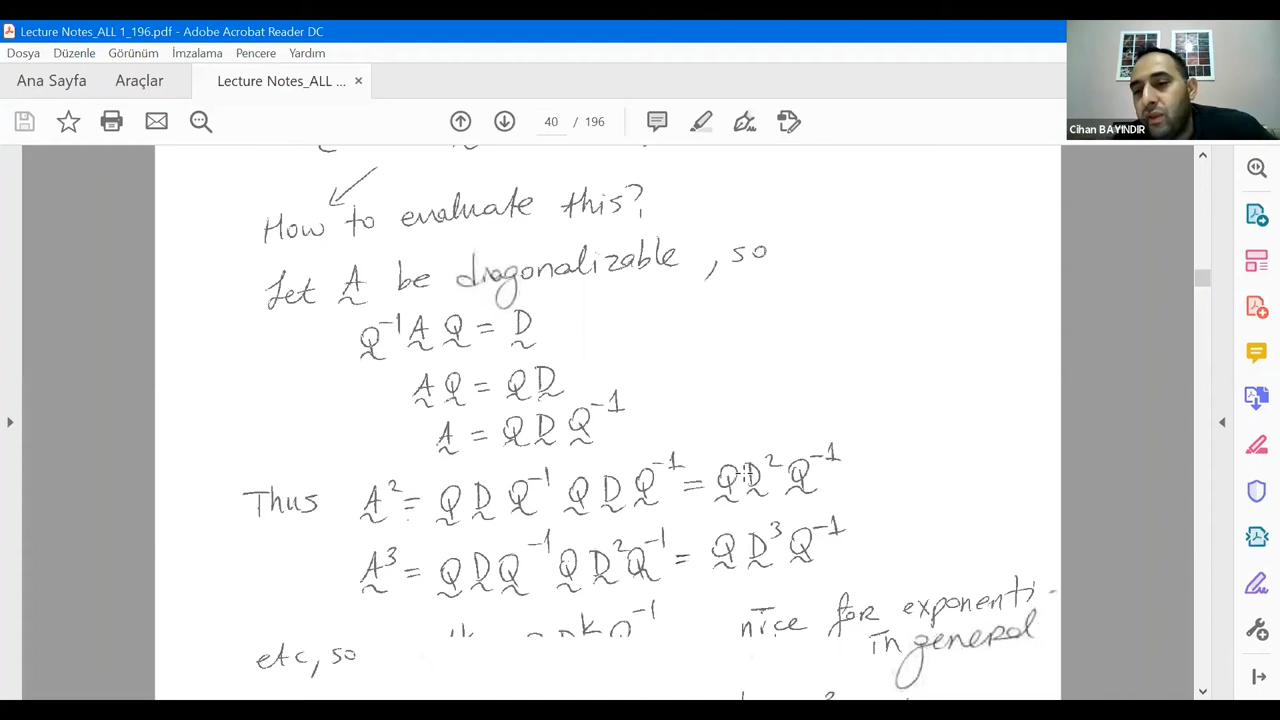 Lecture Notes_ALL 1_196.pdf - Adobe Acrobat Reader DC
Dosya Düzenle Görünüm İmzalama Pencere Yardım
Ana Sayfa Araçlar Lecture Notes_ALL ... ×
40 / 196
Cihan BAYINDIR
How to evaluate this?
Let A be diagonalizable, so
Q⁻¹ A Q = D
A Q = Q D
A = Q D Q⁻¹
Thus A² = Q D Q⁻¹ Q D Q⁻¹ = Q D² Q⁻¹
A³ = Q D Q⁻¹ Q D² Q⁻¹ = Q D³ Q⁻¹
nice for exponenti-
etc, so in general